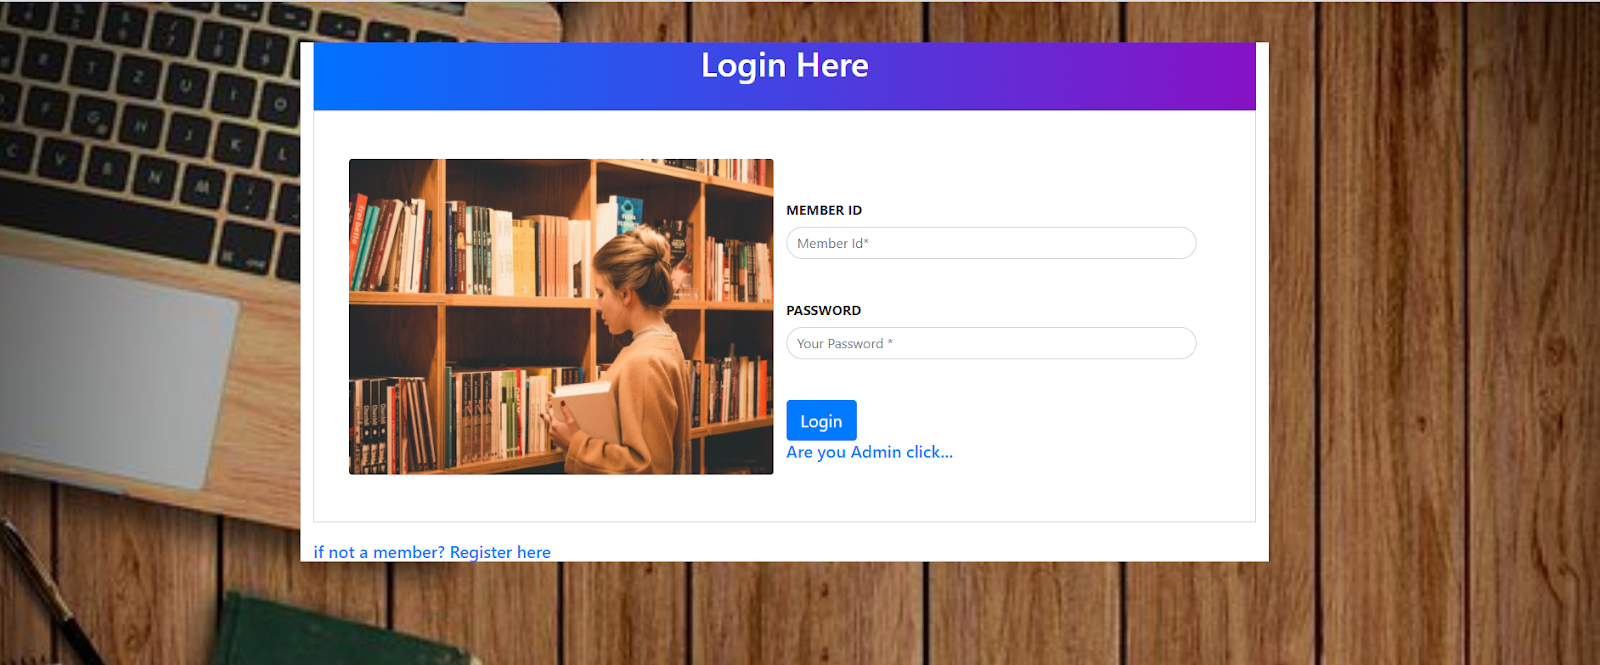 Login Here
MEMBER ID
Member Id*
PASSWORD
Your Password *
Login
Are you Admin click...
if not a member? Register here